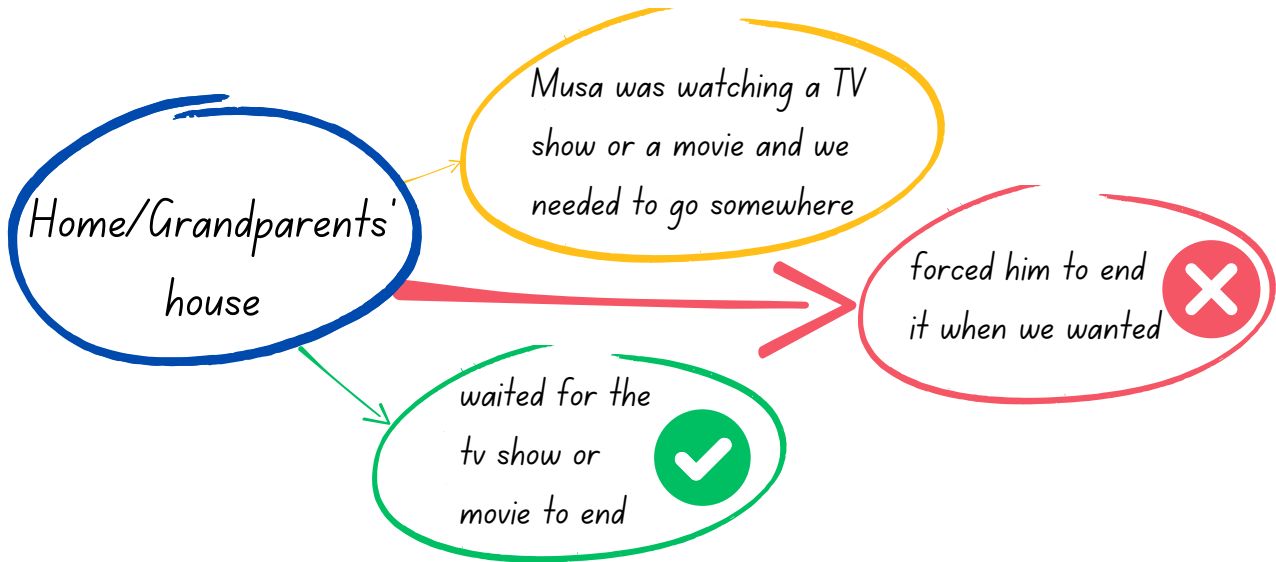 Home/Grandparents'
house
Musa was watching a TV
show or a movie and we
needed to go somewhere
forced him to end
it when we wanted
waited for the
tv show or
movie to end